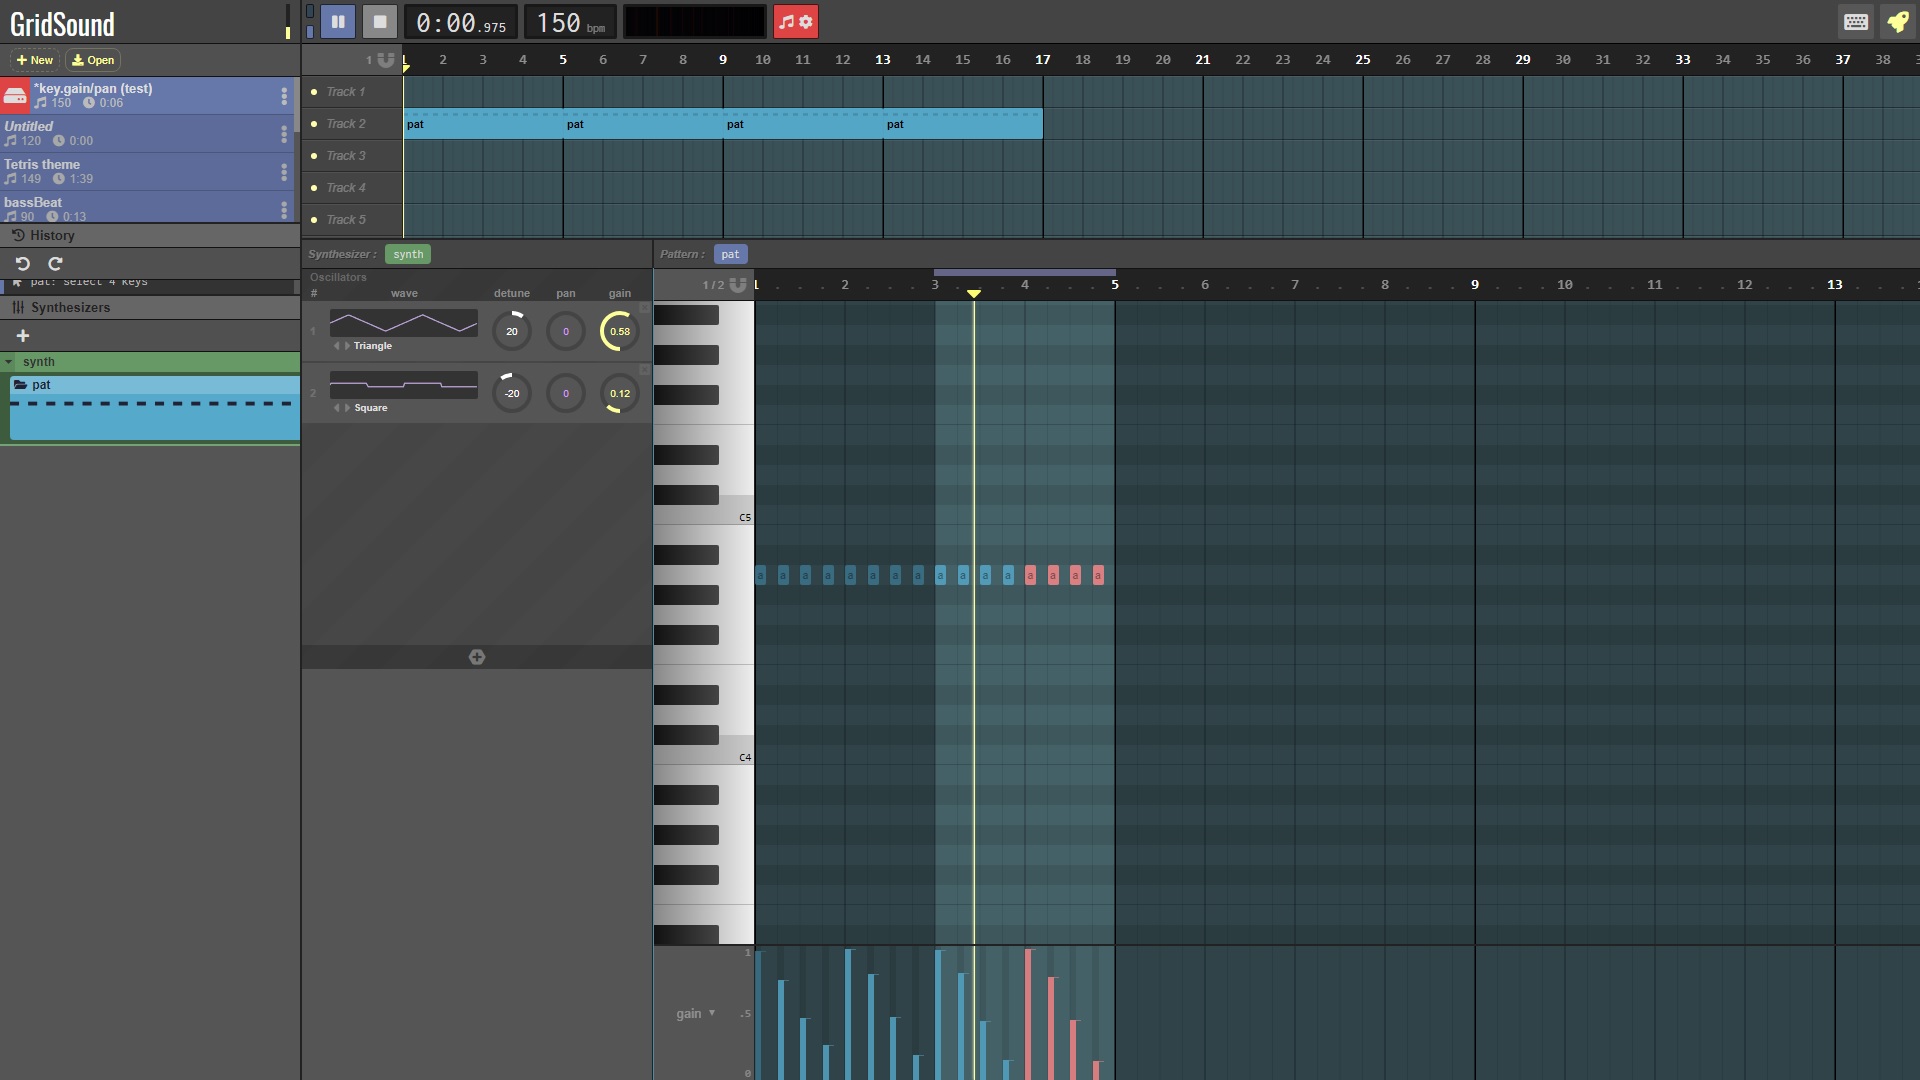 GridSound
0:00.975
150 bpm
New
Open
*key.gain/pan (test)
150 0:06
Untitled
120 0:00
Tetris theme
149 1:39
bassBeat
90 0:13
History
pat: select 4 keys
Synthesizers
synth
pat
1
1 2 3 4 5 6 7 8 9 10 11 12 13 14 15 16 17 18 19 20 21 22 23 24 25 26 27 28 29 30 31 32 33 34 35 36 37 38
Track 1
Track 2
pat pat pat pat
Track 3
Track 4
Track 5
Synthesizer : synth
Oscillators
# wave detune pan gain
1 20 0 0.58
Triangle
2 -20 0 0.12
Square
Pattern : pat
1 / 2
1 2 3 4 5 6 7 8 9 10 11 12 13
C5
a a a a a a a a a a a a a a a a
C4
1
gain ▼ .5
0